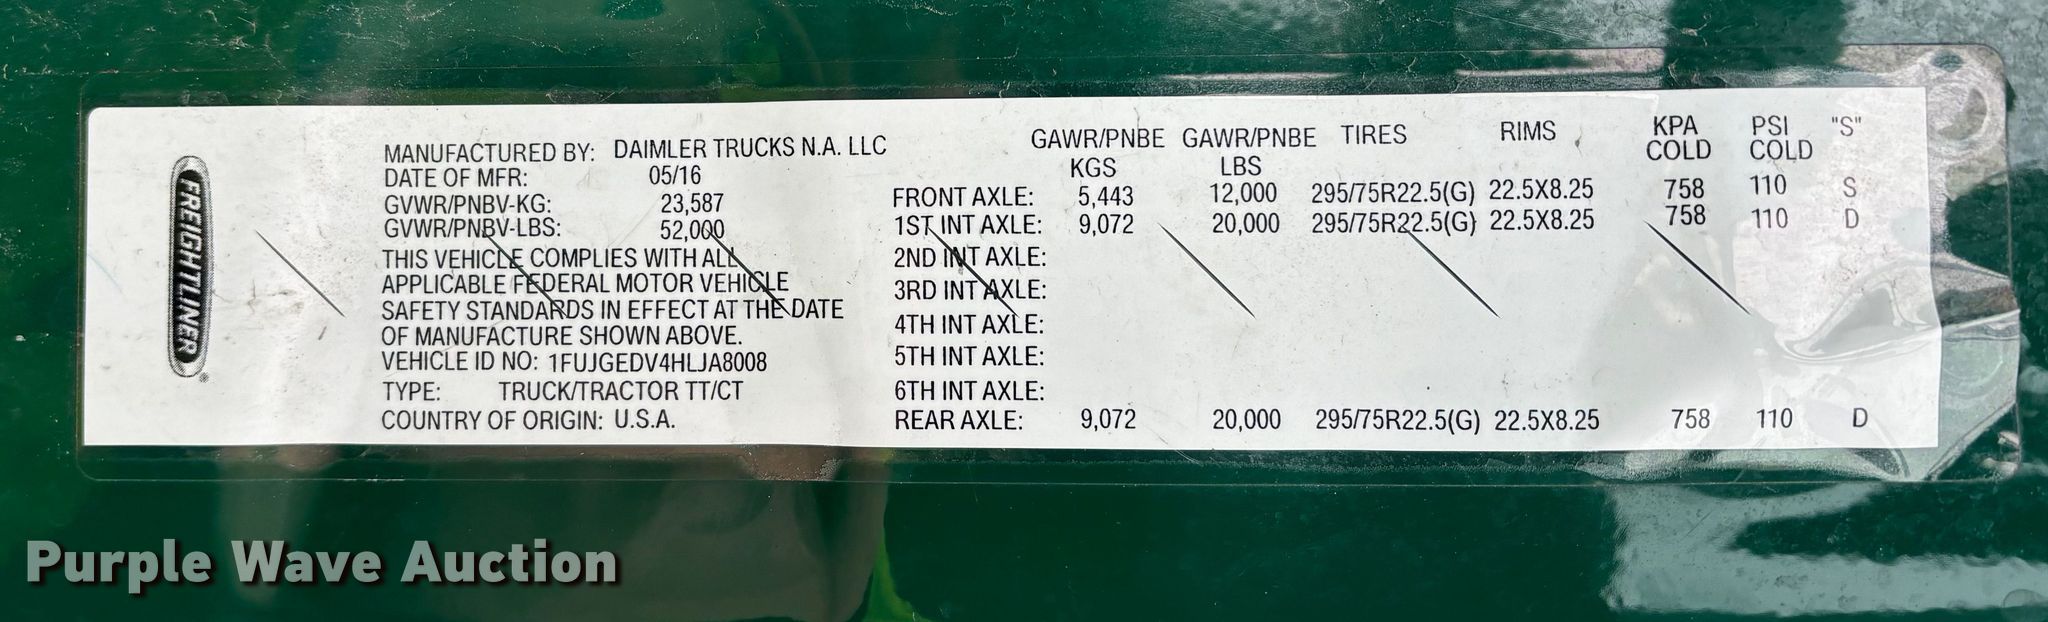 FREIGHTLINER
MANUFACTURED BY: DAIMLER TRUCKS N.A. LLC
DATE OF MFR: 05/16
GVWR/PNBV-KG: 23,587
GVWR/PNBV-LBS: 52,000
THIS VEHICLE COMPLIES WITH ALL
APPLICABLE FEDERAL MOTOR VEHICLE
SAFETY STANDARDS IN EFFECT AT THE DATE
OF MANUFACTURE SHOWN ABOVE.
VEHICLE ID NO: 1FUJGEDV4HLJA8008
TYPE: TRUCK/TRACTOR TT/CT
COUNTRY OF ORIGIN: U.S.A.
GAWR/PNBE GAWR/PNBE TIRES RIMS KPA PSI "S"
KGS LBS COLD COLD
FRONT AXLE: 5,443 12,000 295/75R22.5(G) 22.5X8.25 758 110 S
1ST INT AXLE: 9,072 20,000 295/75R22.5(G) 22.5X8.25 758 110 D
2ND INT AXLE:
3RD INT AXLE:
4TH INT AXLE:
5TH INT AXLE:
6TH INT AXLE:
REAR AXLE: 9,072 20,000 295/75R22.5(G) 22.5X8.25 758 110 D
Purple Wave Auction